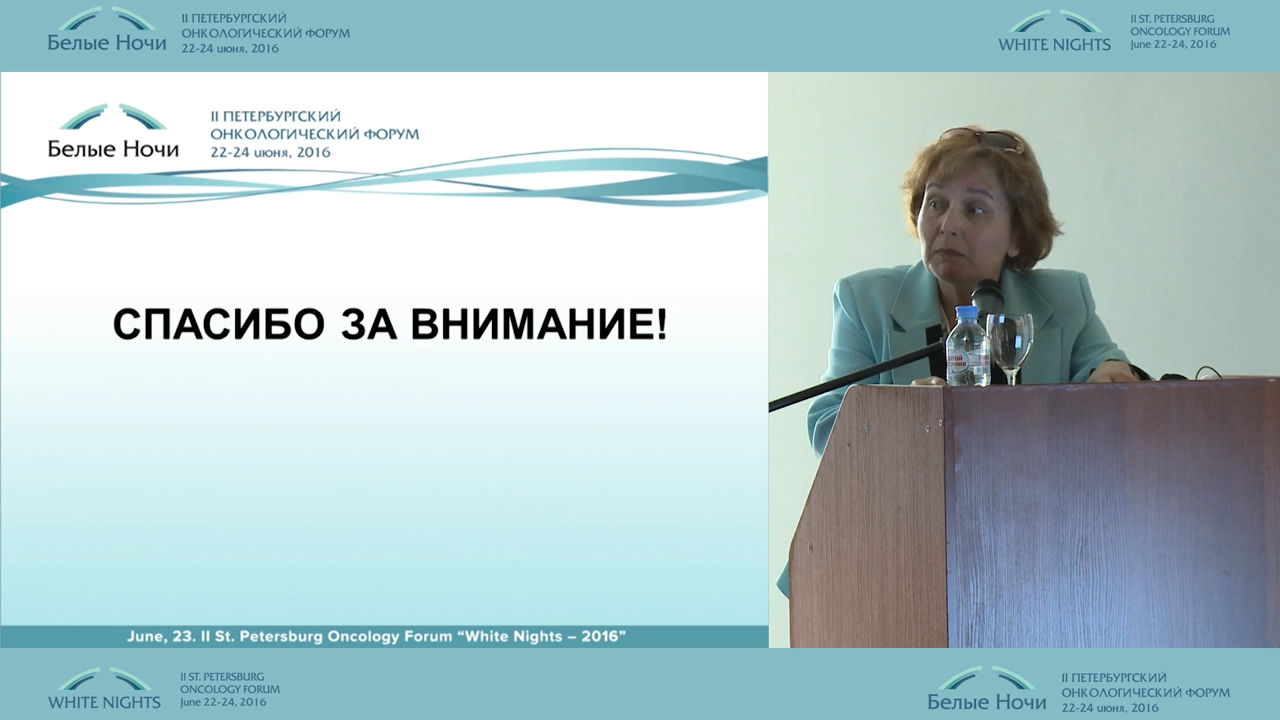 Белые Ночи
II ПЕТЕРБУРГСКИЙ
ОНКОЛОГИЧЕСКИЙ ФОРУМ
22-24 июня, 2016
WHITE NIGHTS
II ST. PETERSBURG
ONCOLOGY FORUM
June 22-24, 2016
Белые Ночи
II ПЕТЕРБУРГСКИЙ
ОНКОЛОГИЧЕСКИЙ ФОРУМ
22-24 июня, 2016
СПАСИБО ЗА ВНИМАНИЕ!
June, 23. II St. Petersburg Oncology Forum “White Nights – 2016”
WHITE NIGHTS
II ST. PETERSBURG
ONCOLOGY FORUM
June 22-24, 2016
Белые Ночи
II ПЕТЕРБУРГСКИЙ
ОНКОЛОГИЧЕСКИЙ ФОРУМ
22-24 июня, 2016